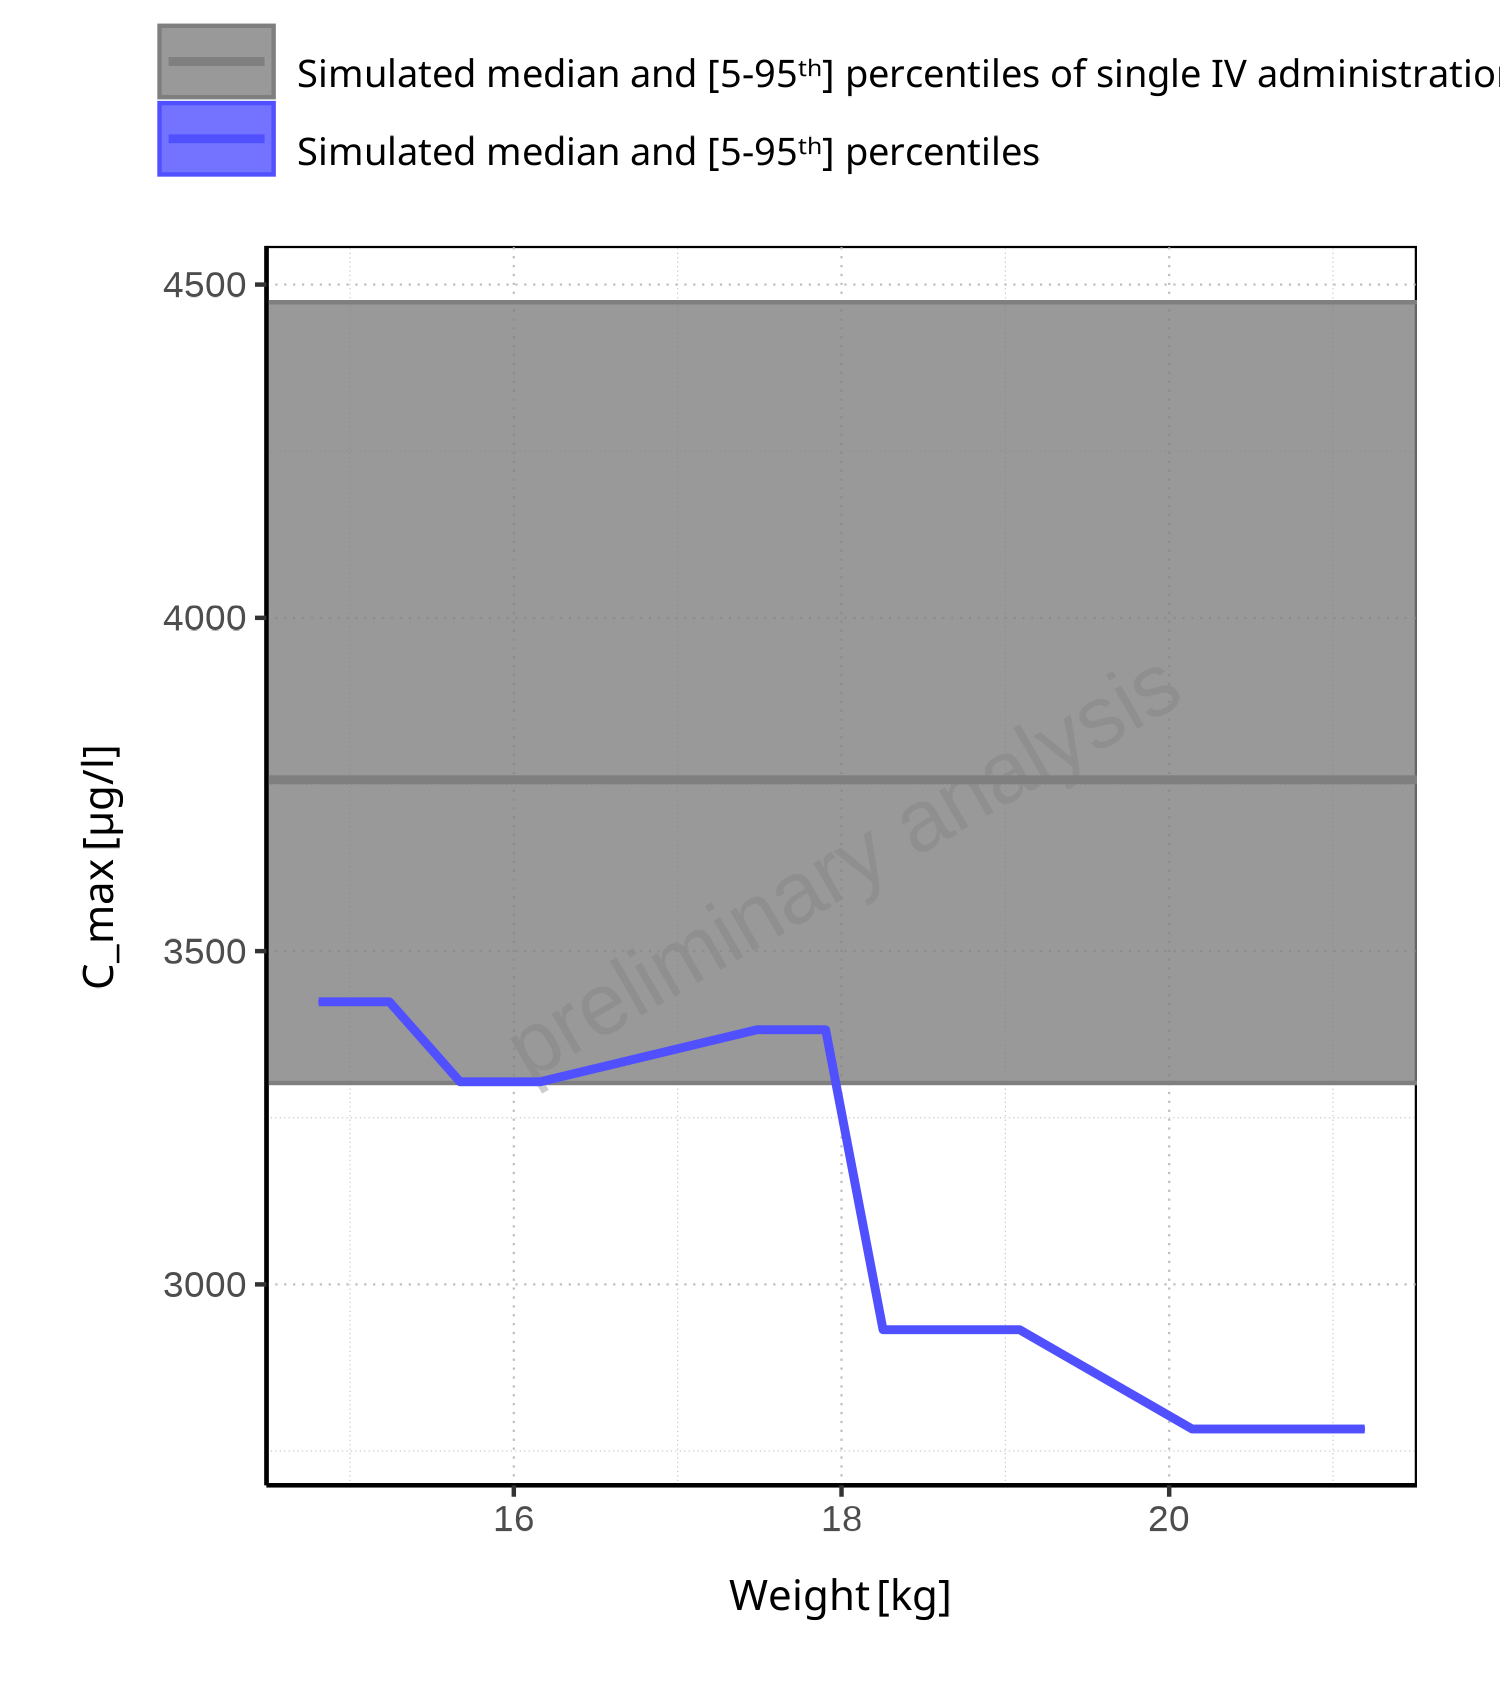 Simulated median and [5-95ᵗʰ] percentiles of single IV administration
Simulated median and [5-95ᵗʰ] percentiles
4500
4000
3500
3000
C_max [µg/l]
preliminary analysis
16 18 20
Weight [kg]